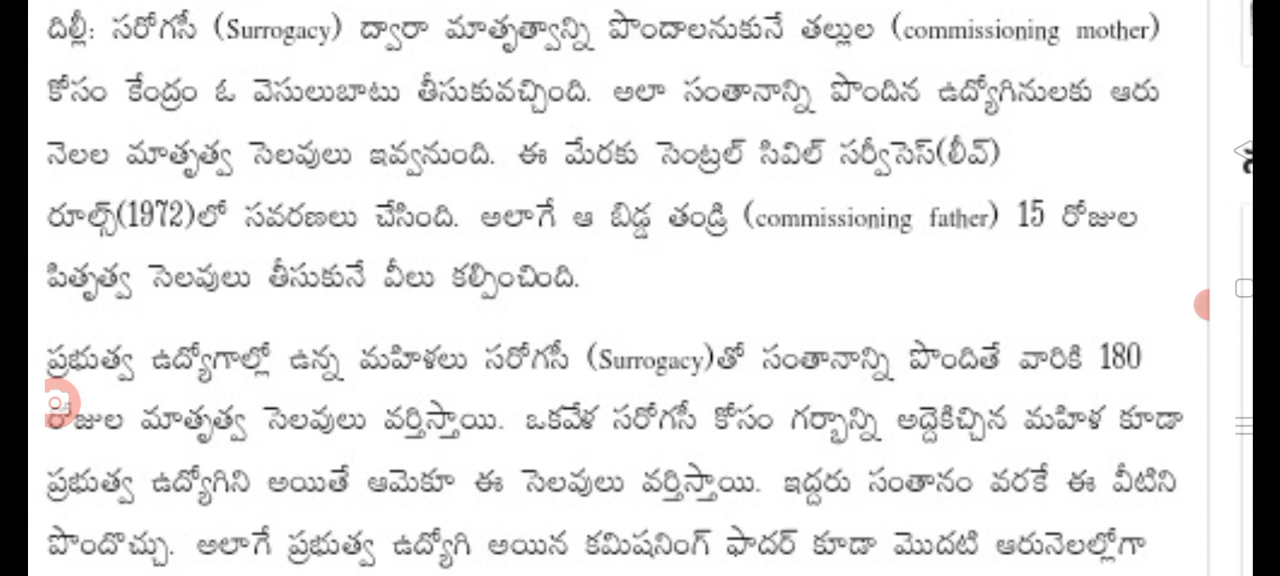 దిల్లీ: సరోగసీ (Surrogacy) ద్వారా మాతృత్వాన్ని పొందాలనుకునే తల్లుల (commissioning mother)
కోసం కేంద్రం ఓ వెసులుబాటు తీసుకువచ్చింది. అలా సంతానాన్ని పొందిన ఉద్యోగినులకు ఆరు
నెలల మాతృత్వ సెలవులు ఇవ్వనుంది. ఈ మేరకు సెంట్రల్ సివిల్ సర్వీసెస్(లీవ్)
రూల్స్(1972)లో సవరణలు చేసింది. అలాగే ఆ బిడ్డ తండ్రి (commissioning father) 15 రోజుల
పితృత్వ సెలవులు తీసుకునే వీలు కల్పించింది.
ప్రభుత్వ ఉద్యోగాల్లో ఉన్న మహిళలు సరోగసీ (Surrogacy)తో సంతానాన్ని పొందితే వారికి 180
రోజుల మాతృత్వ సెలవులు వర్తిస్తాయి. ఒకవేళ సరోగసీ కోసం గర్భాన్ని అద్దెకిచ్చిన మహిళ కూడా
ప్రభుత్వ ఉద్యోగిని అయితే ఆమెకూ ఈ సెలవులు వర్తిస్తాయి. ఇద్దరు సంతానం వరకే ఈ వీటిని
పొందొచ్చు. అలాగే ప్రభుత్వ ఉద్యోగి అయిన కమిషనింగ్ ఫాదర్ కూడా మొదటి ఆరునెలల్లోగా